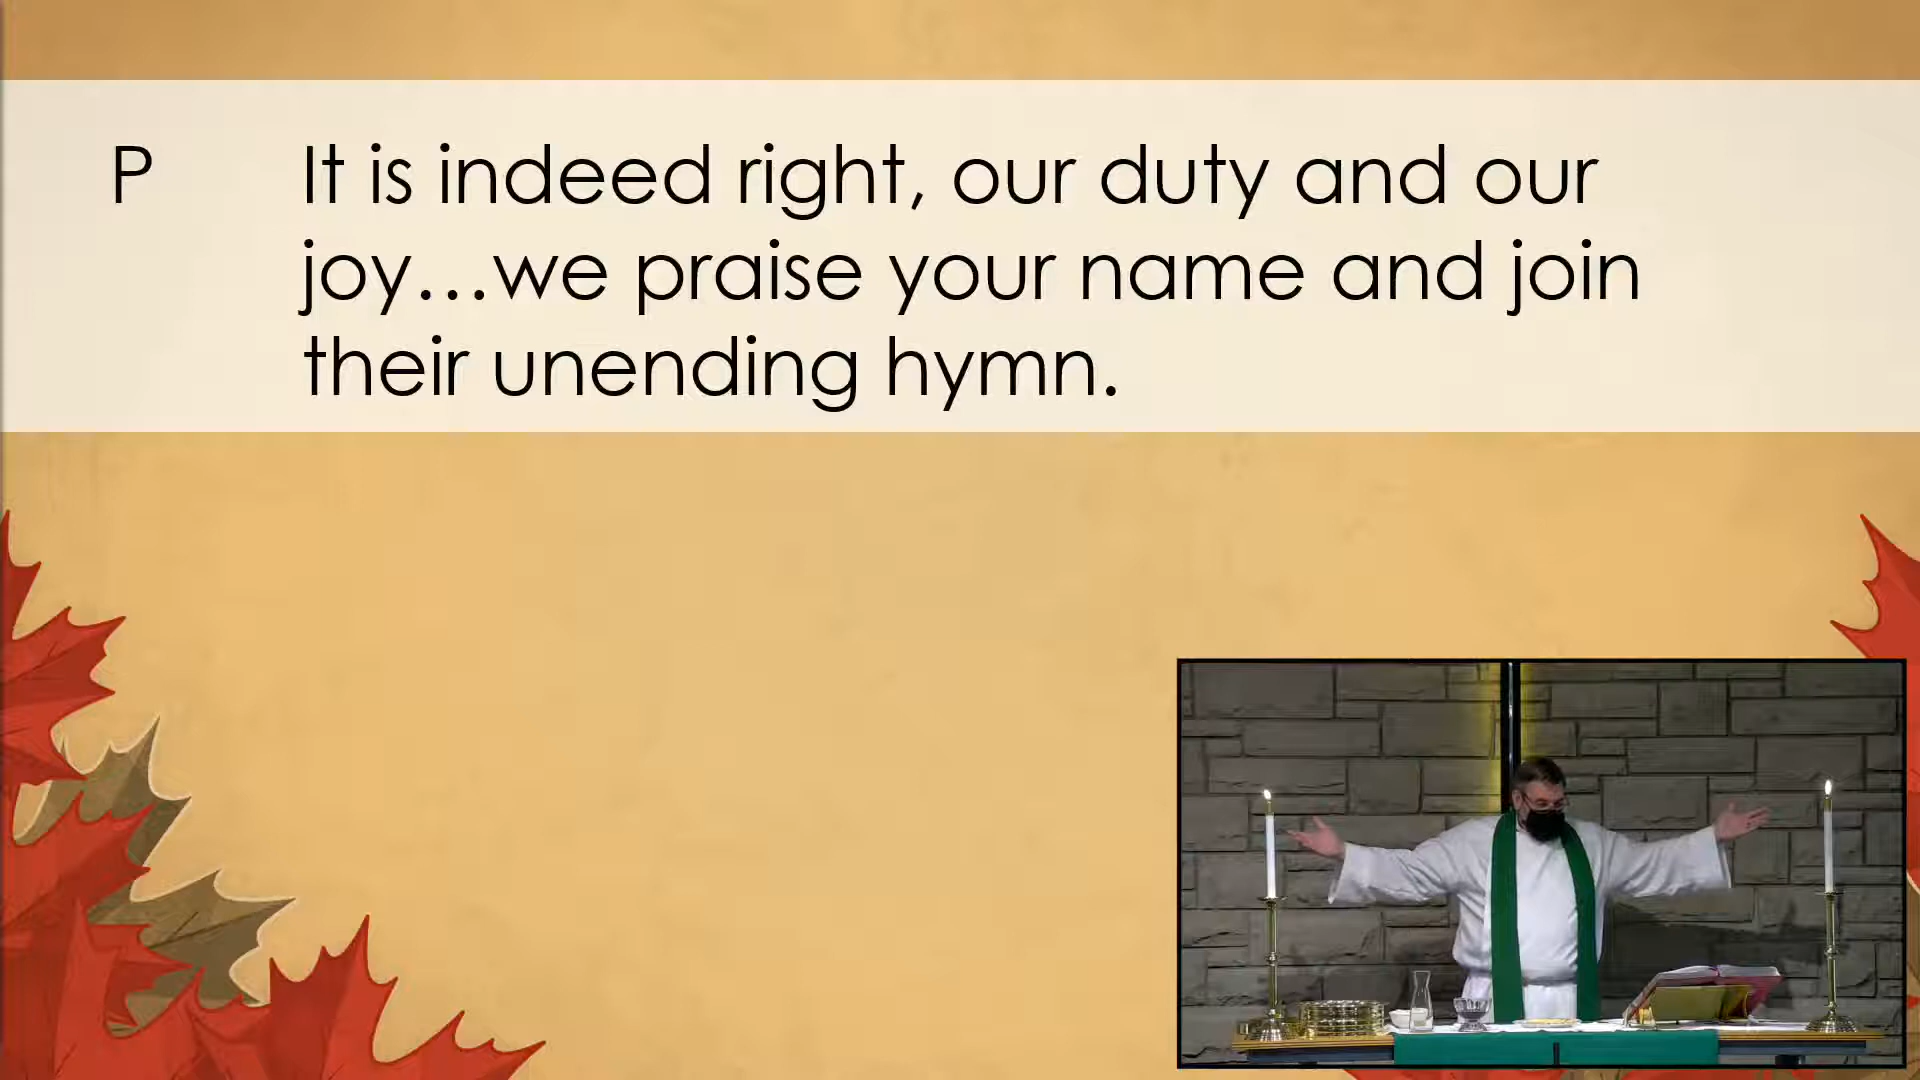 P It is indeed right, our duty and our
joy…we praise your name and join
their unending hymn.